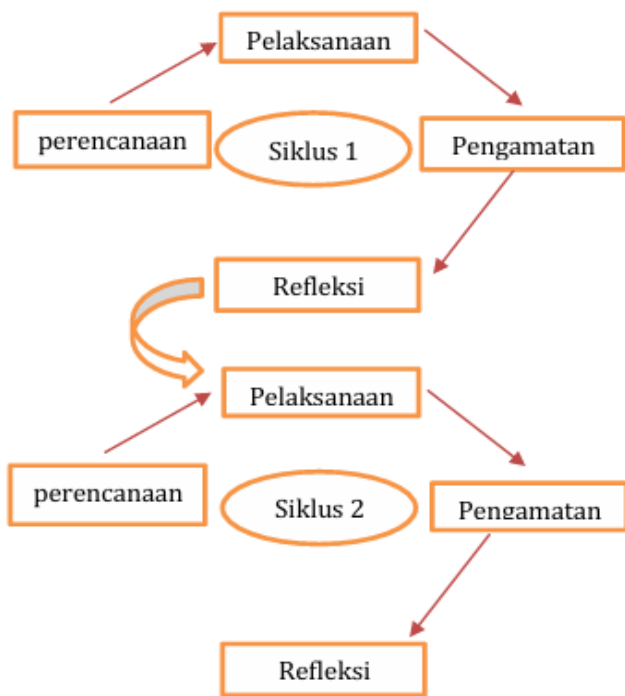 Pelaksanaan
perencanaan
Siklus 1
Pengamatan
Refleksi
Pelaksanaan
perencanaan
Siklus 2
Pengamatan
Refleksi